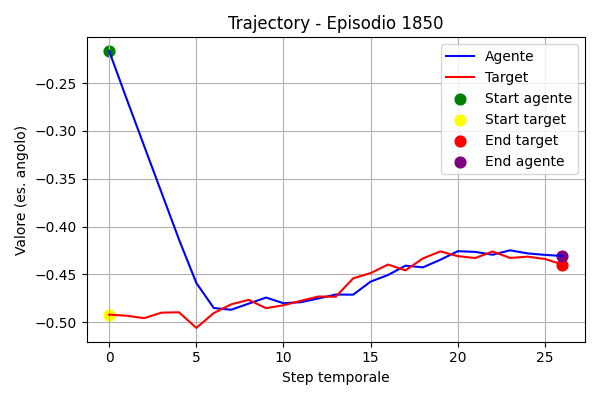 Trajectory - Episodio 1850
Valore (es. angolo)
−0.25
−0.30
−0.35
−0.40
−0.45
−0.50
Agente
Target
Start agente
Start target
End target
End agente
0
5
10
15
20
25
Step temporale